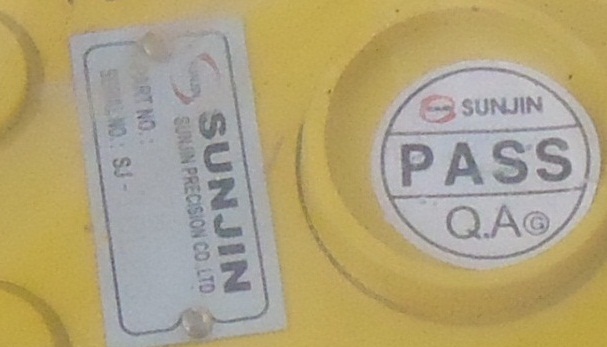 SUNJIN
SUNJIN PRECISION CO., LTD
PART NO. :
SERIAL NO. : SJ -
SUNJIN
PASS
Q.A G